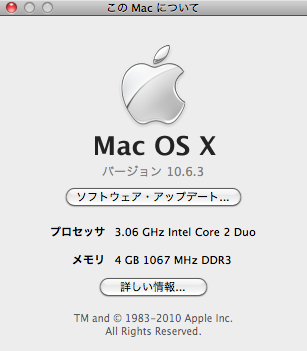 この Mac について
Mac OS X
バージョン 10.6.3
ソフトウェア・アップデート...
プロセッサ 3.06 GHz Intel Core 2 Duo
メモリ 4 GB 1067 MHz DDR3
詳しい情報...
TM and © 1983-2010 Apple Inc.
All Rights Reserved.